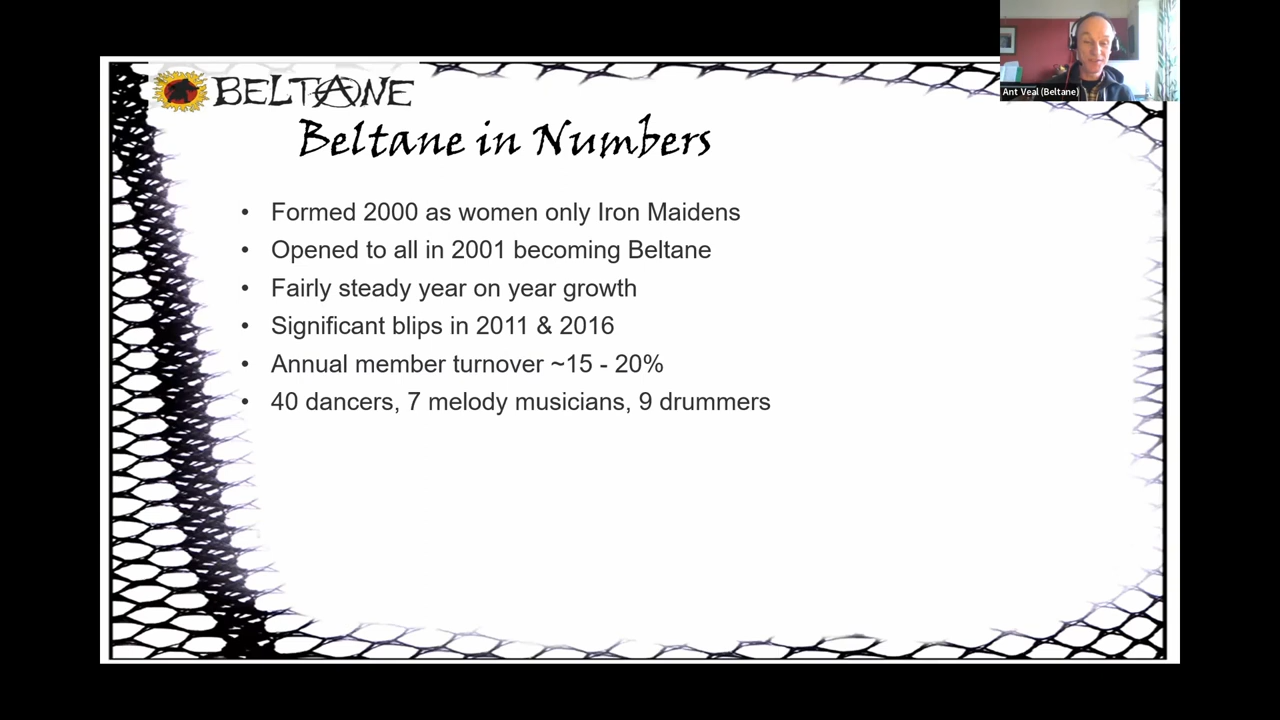 BELTANE
Ant Veal (Beltane)
Beltane in Numbers
• Formed 2000 as women only Iron Maidens
• Opened to all in 2001 becoming Beltane
• Fairly steady year on year growth
• Significant blips in 2011 & 2016
• Annual member turnover ~15 - 20%
• 40 dancers, 7 melody musicians, 9 drummers